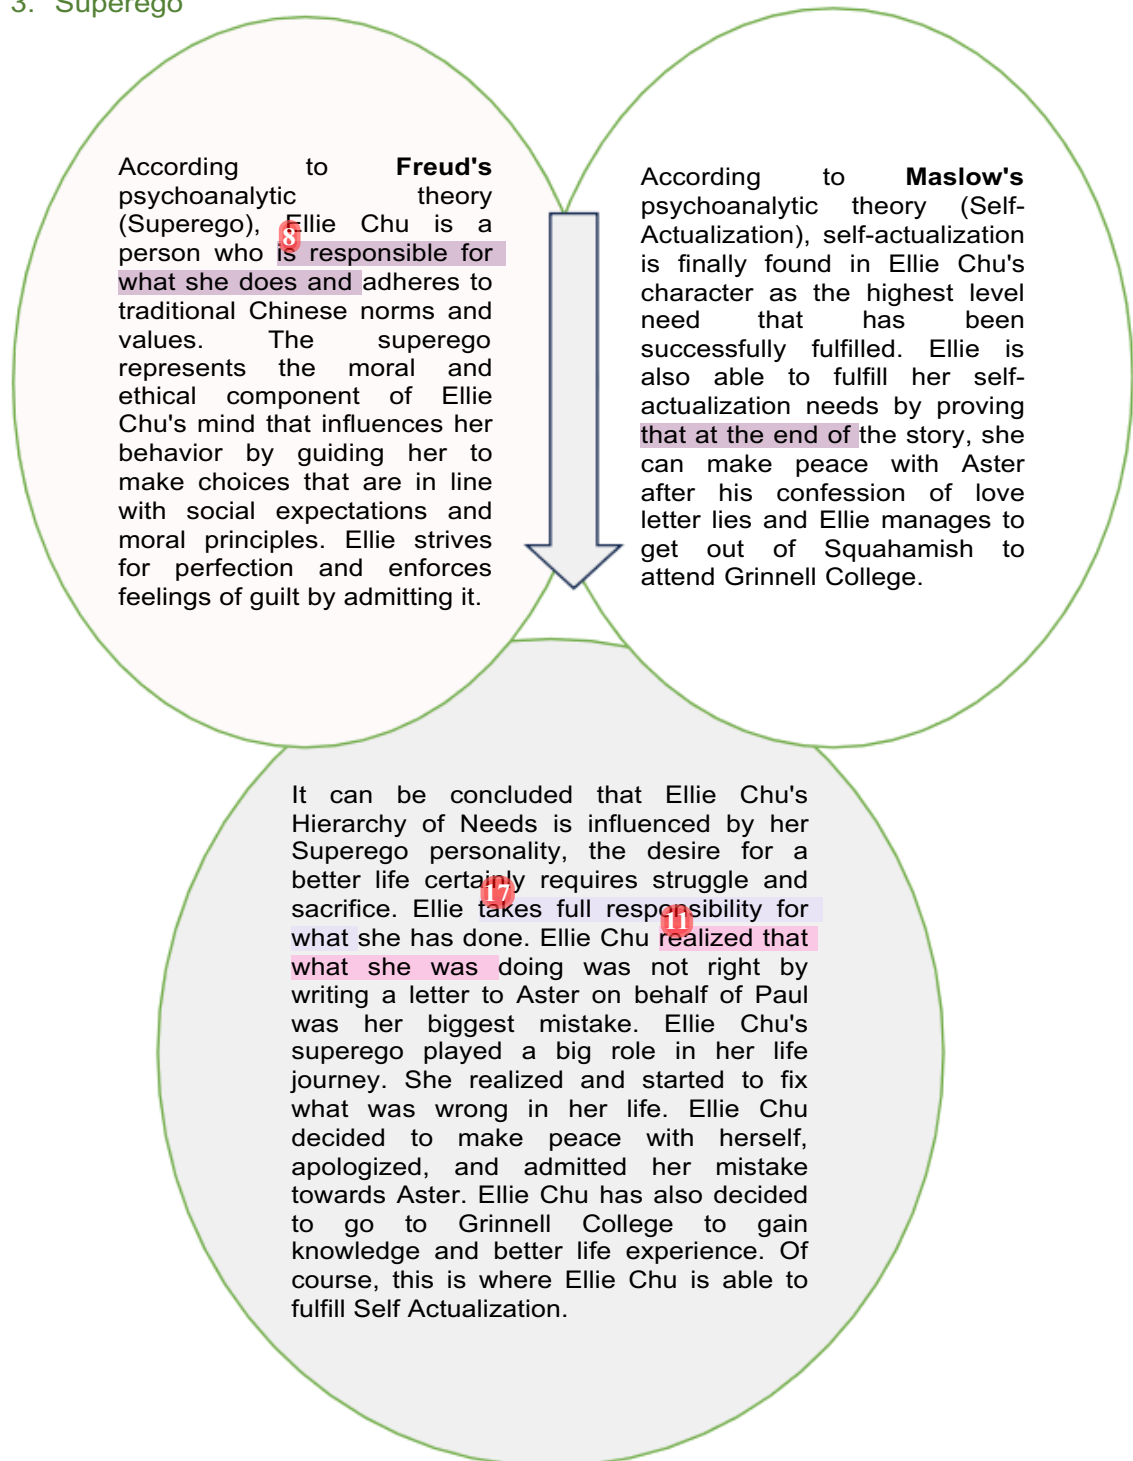 3. Superego
According to Freud's
psychoanalytic theory
(Superego), Ellie Chu is a
8
person who is responsible for
what she does and adheres to
traditional Chinese norms and
values. The superego
represents the moral and
ethical component of Ellie
Chu's mind that influences her
behavior by guiding her to
make choices that are in line
with social expectations and
moral principles. Ellie strives
for perfection and enforces
feelings of guilt by admitting it.
According to Maslow's
psychoanalytic theory (Self-
Actualization), self-actualization
is finally found in Ellie Chu's
character as the highest level
need that has been
successfully fulfilled. Ellie is
also able to fulfill her self-
actualization needs by proving
that at the end of the story, she
can make peace with Aster
after his confession of love
letter lies and Ellie manages to
get out of Squahamish to
attend Grinnell College.
It can be concluded that Ellie Chu's
Hierarchy of Needs is influenced by her
Superego personality, the desire for a
better life certainly requires struggle and
17
sacrifice. Ellie takes full responsibility for
11
what she has done. Ellie Chu realized that
what she was doing was not right by
writing a letter to Aster on behalf of Paul
was her biggest mistake. Ellie Chu's
superego played a big role in her life
journey. She realized and started to fix
what was wrong in her life. Ellie Chu
decided to make peace with herself,
apologized, and admitted her mistake
towards Aster. Ellie Chu has also decided
to go to Grinnell College to gain
knowledge and better life experience. Of
course, this is where Ellie Chu is able to
fulfill Self Actualization.